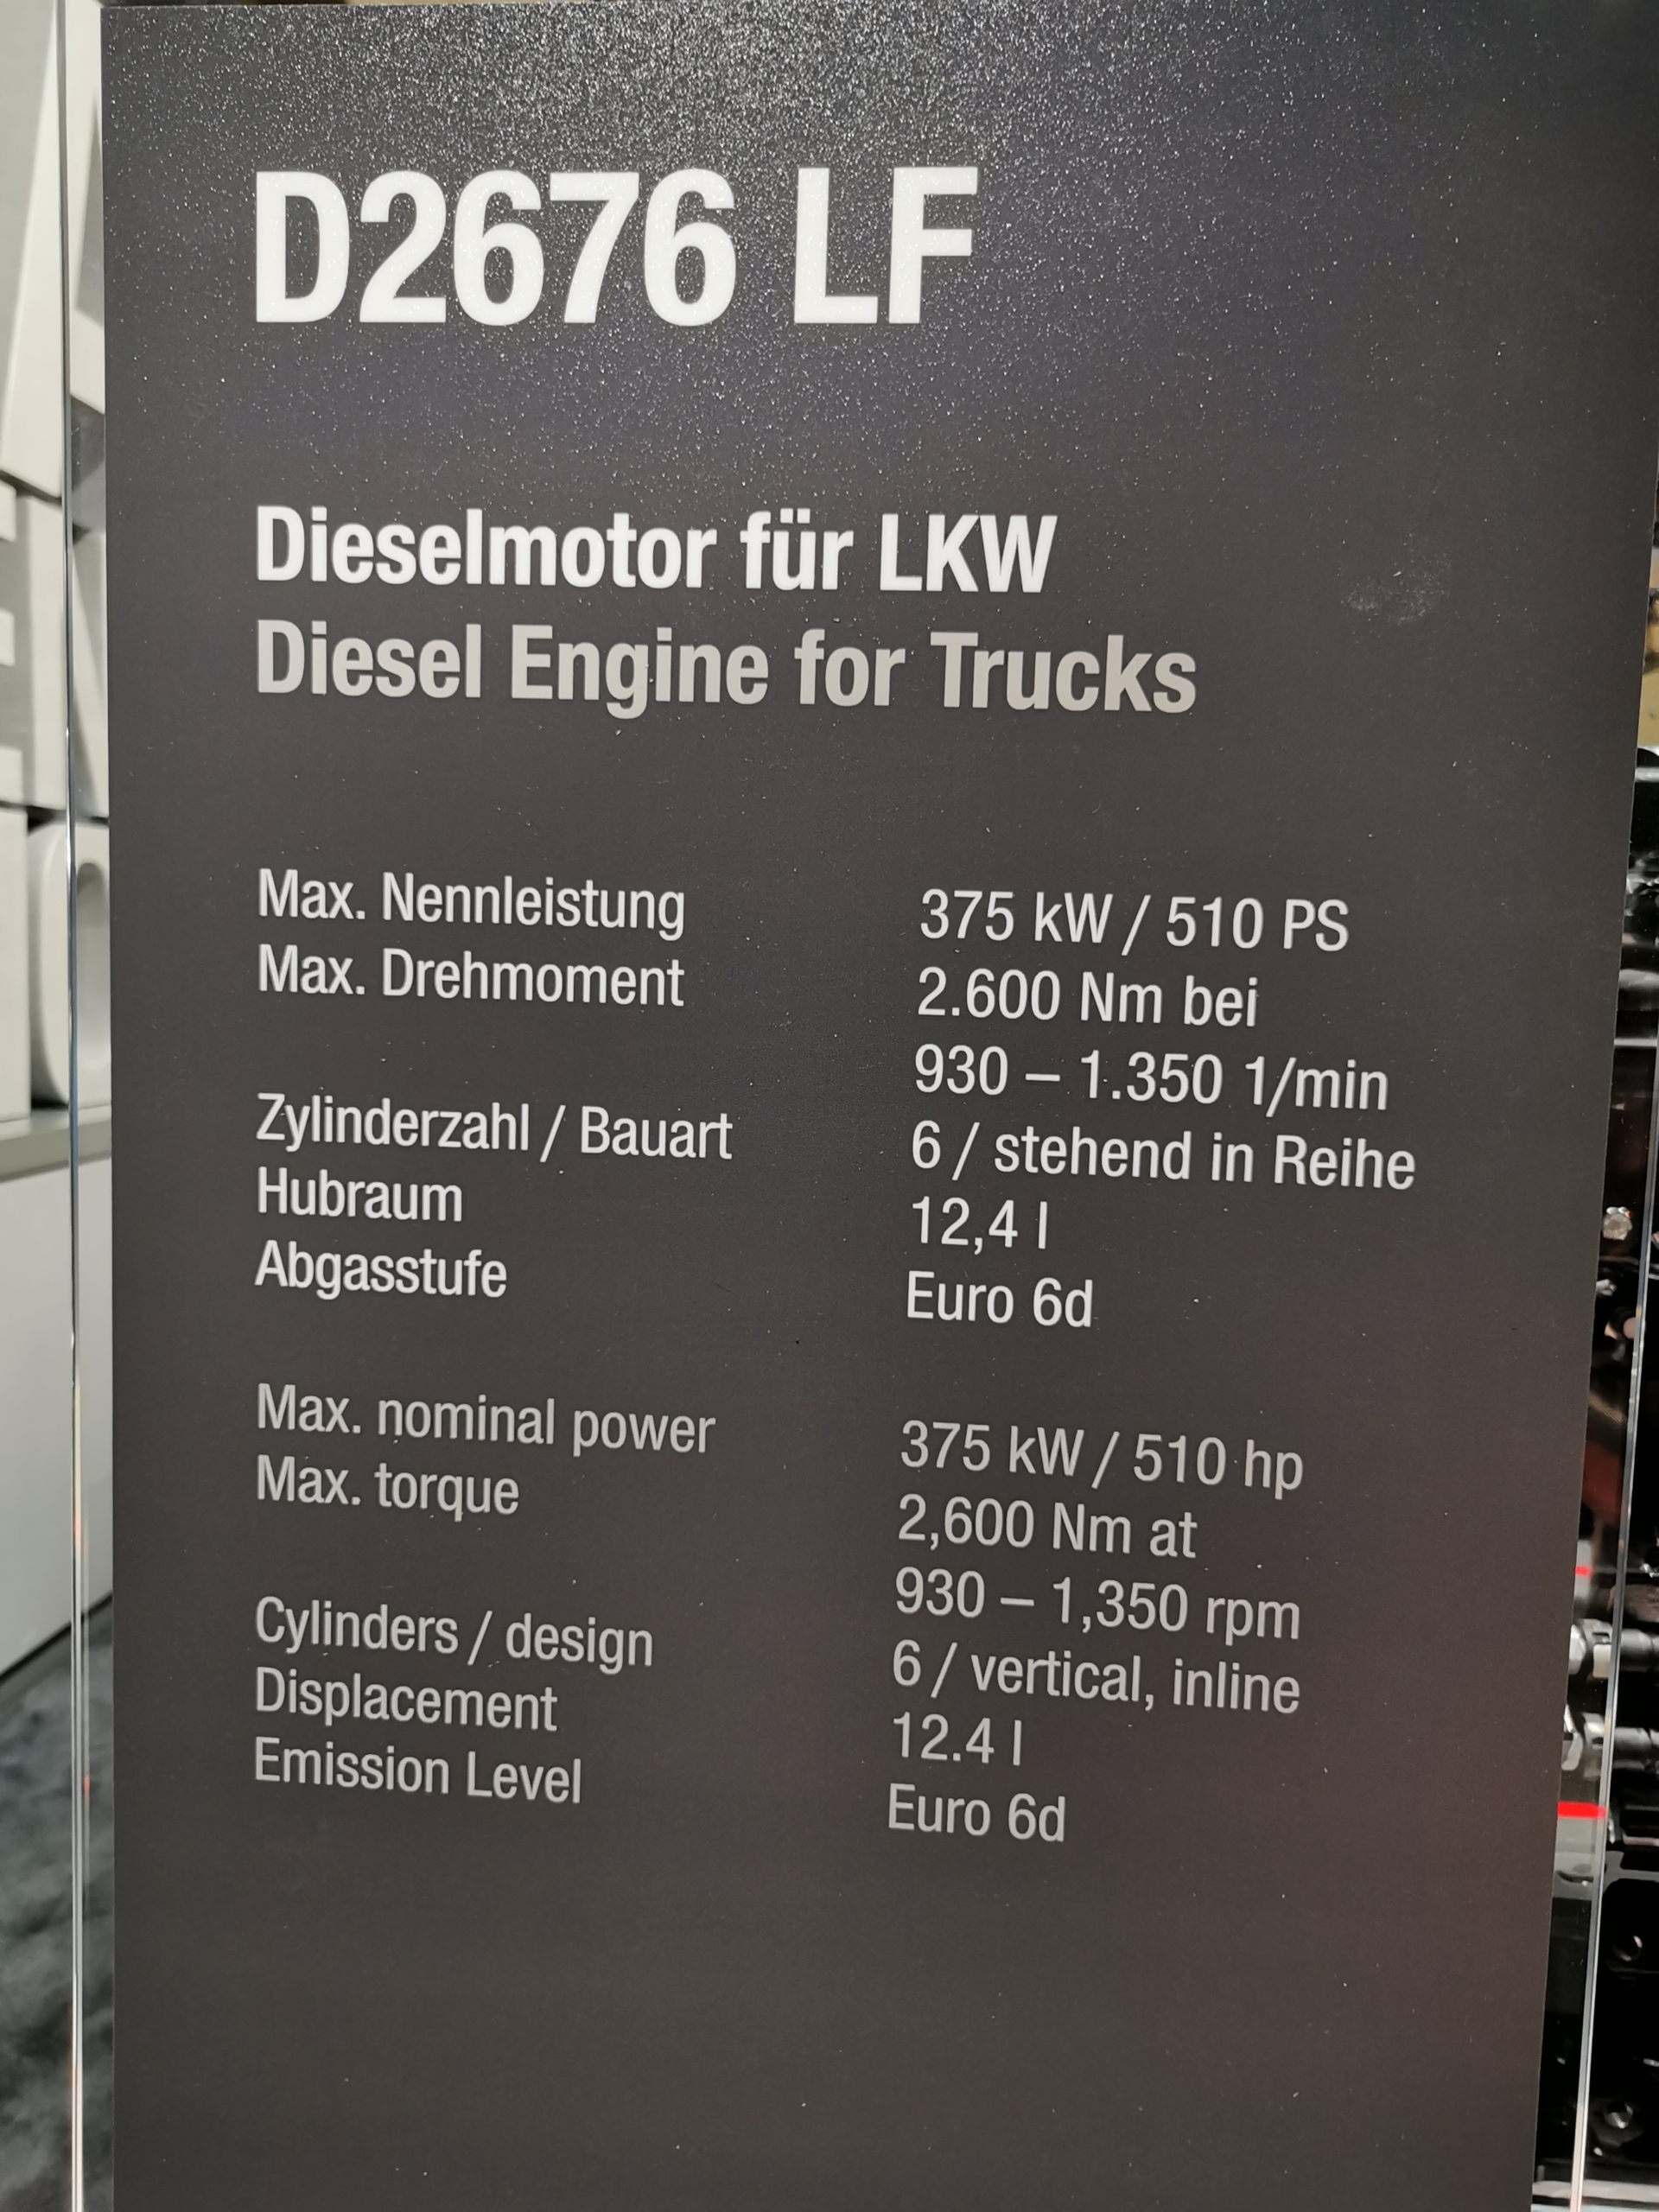 D2676 LF
Dieselmotor für LKW
Diesel Engine for Trucks
Max. Nennleistung 375 kW / 510 PS
Max. Drehmoment 2.600 Nm bei
930 – 1.350 1/min
Zylinderzahl / Bauart 6 / stehend in Reihe
Hubraum 12,4 l
Abgasstufe Euro 6d
Max. nominal power 375 kW / 510 hp
Max. torque 2,600 Nm at
930 – 1,350 rpm
Cylinders / design 6 / vertical, inline
Displacement 12.4 l
Emission Level Euro 6d